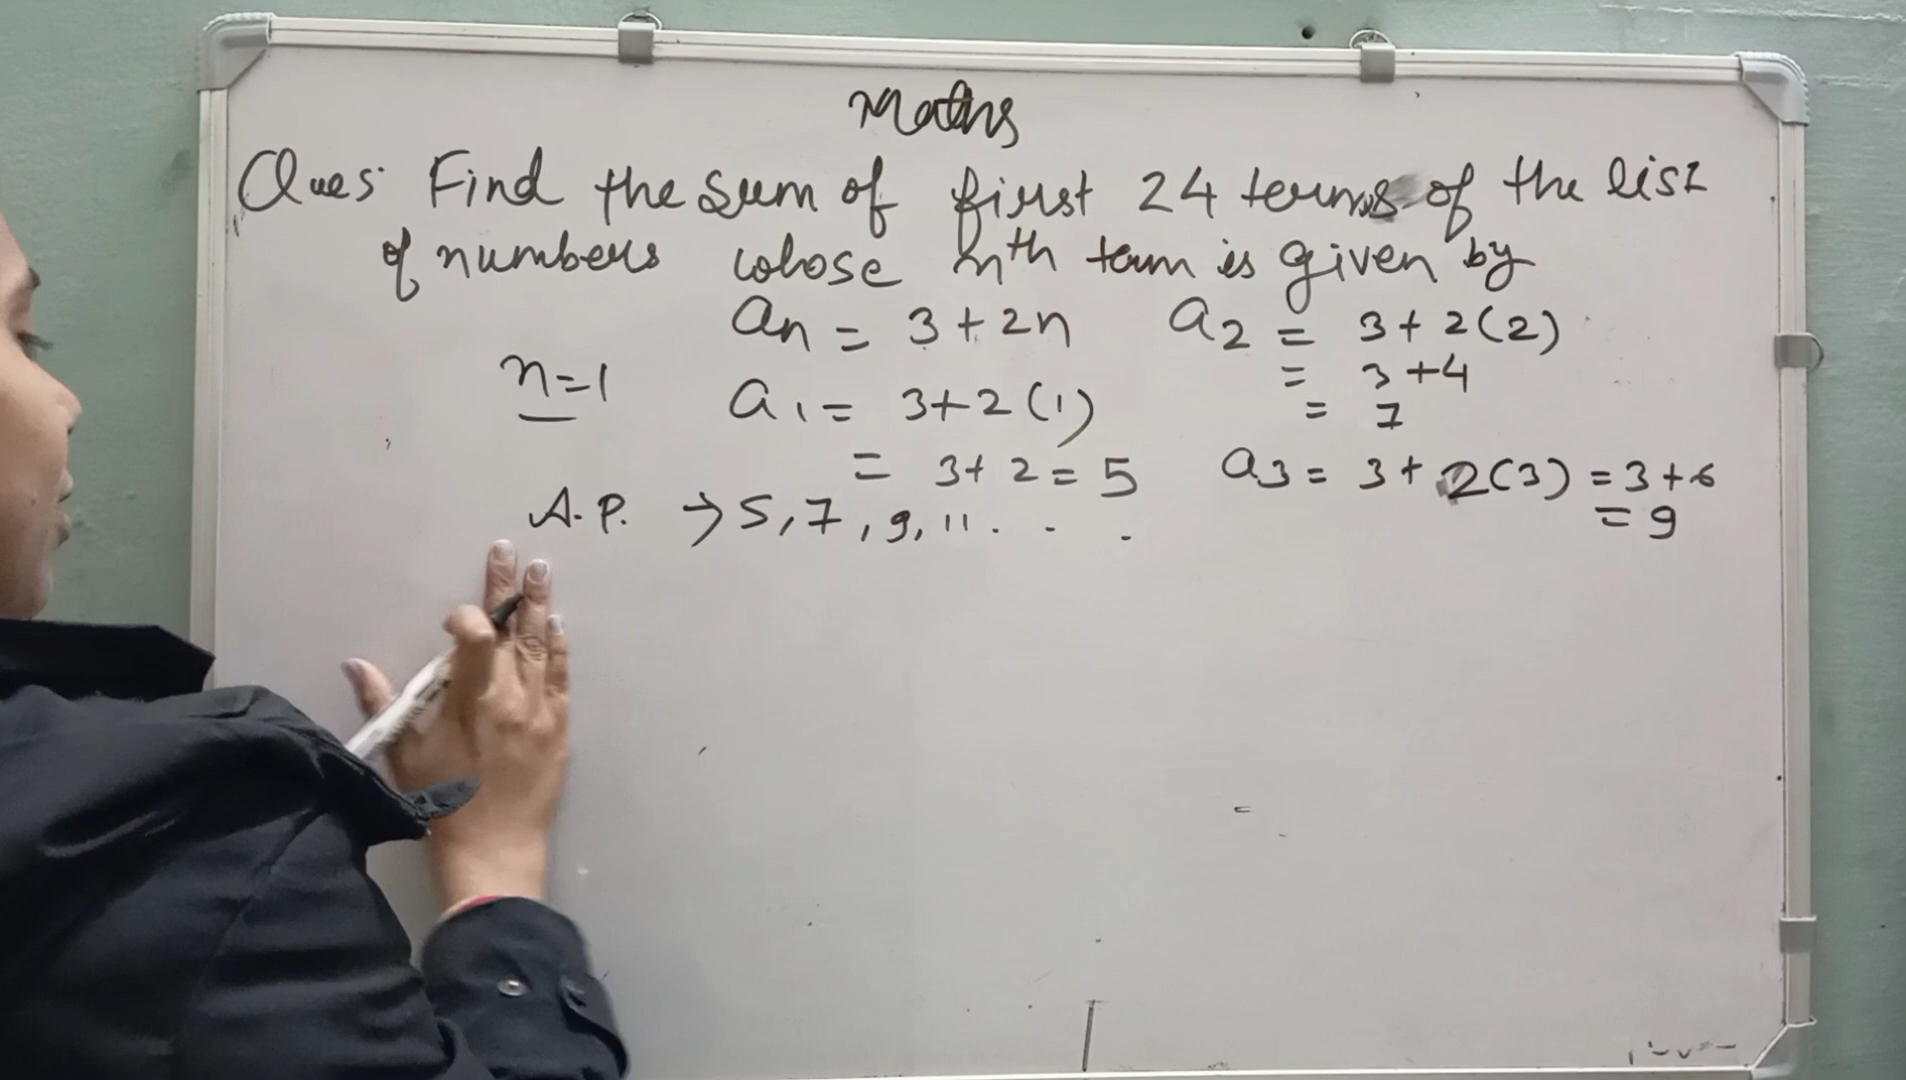 Maths
Ques. Find the sum of first 24 terms of the list
of numbers whose nth term is given by
an = 3 + 2n
n=1
a1 = 3+2(1)
= 3+2 = 5
A.P. → 5, 7, 9, 11 . . .
a2 = 3 + 2(2)
= 3+4
= 7
a3 = 3 + 2(3) = 3+6
= 9